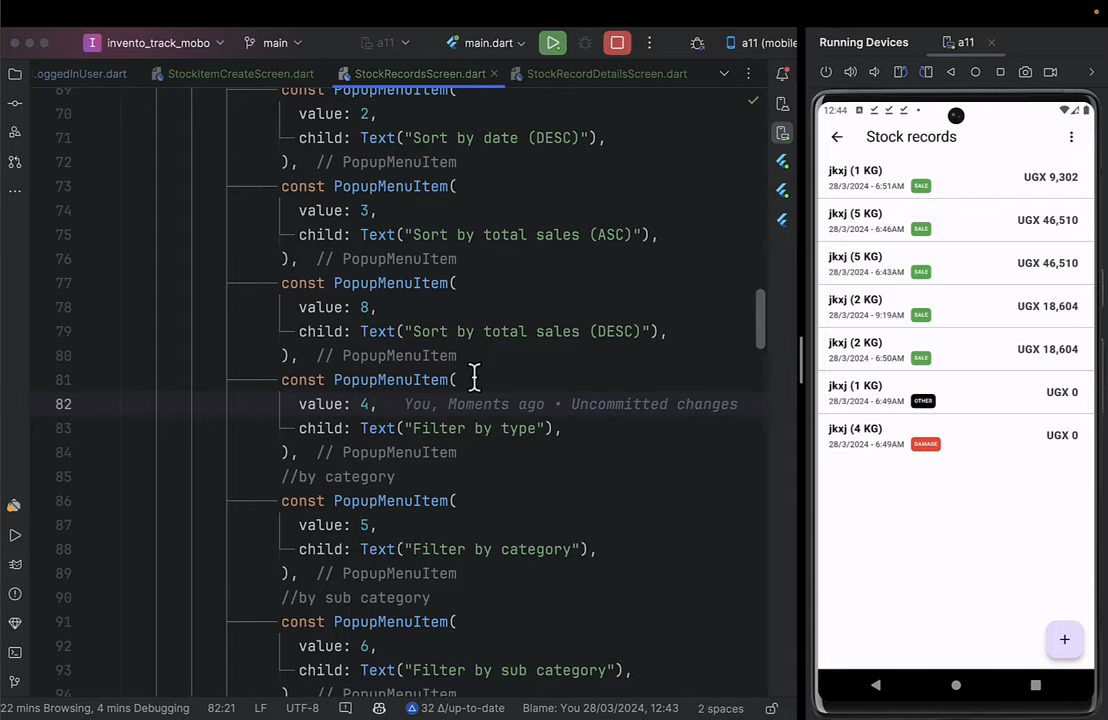 invento_track_mobo
main
a11
main.dart
a11 (mobile
Running Devices
a11
LoggedInUser.dart
StockItemCreateScreen.dart
StockRecordsScreen.dart
StockRecordDetailsScreen.dart
69 const PopupMenuItem(
70 value: 2,
71 child: Text("Sort by date (DESC)"),
72 ), // PopupMenuItem
73 const PopupMenuItem(
74 value: 3,
75 child: Text("Sort by total sales (ASC)"),
76 ), // PopupMenuItem
77 const PopupMenuItem(
78 value: 8,
79 child: Text("Sort by total sales (DESC)"),
80 ), // PopupMenuItem
81 const PopupMenuItem(
82 value: 4, You, Moments ago • Uncommitted changes
83 child: Text("Filter by type"),
84 ), // PopupMenuItem
85 //by category
86 const PopupMenuItem(
87 value: 5,
88 child: Text("Filter by category"),
89 ), // PopupMenuItem
90 //by sub category
91 const PopupMenuItem(
92 value: 6,
93 child: Text("Filter by sub category"),
94 ), // PopupMenuItem
22 mins Browsing, 4 mins Debugging
82:21
LF
UTF-8
32 Δ/up-to-date
Blame: You 28/03/2024, 12:43
2 spaces
12:44
Stock records
jkxj (1 KG)
28/3/2024 - 6:51AM SALE
UGX 9,302
jkxj (5 KG)
28/3/2024 - 6:46AM SALE
UGX 46,510
jkxj (5 KG)
28/3/2024 - 6:43AM SALE
UGX 46,510
jkxj (2 KG)
28/3/2024 - 9:19AM SALE
UGX 18,604
jkxj (2 KG)
28/3/2024 - 6:50AM SALE
UGX 18,604
jkxj (1 KG)
28/3/2024 - 6:49AM OTHER
UGX 0
jkxj (4 KG)
28/3/2024 - 6:49AM DAMAGE
UGX 0